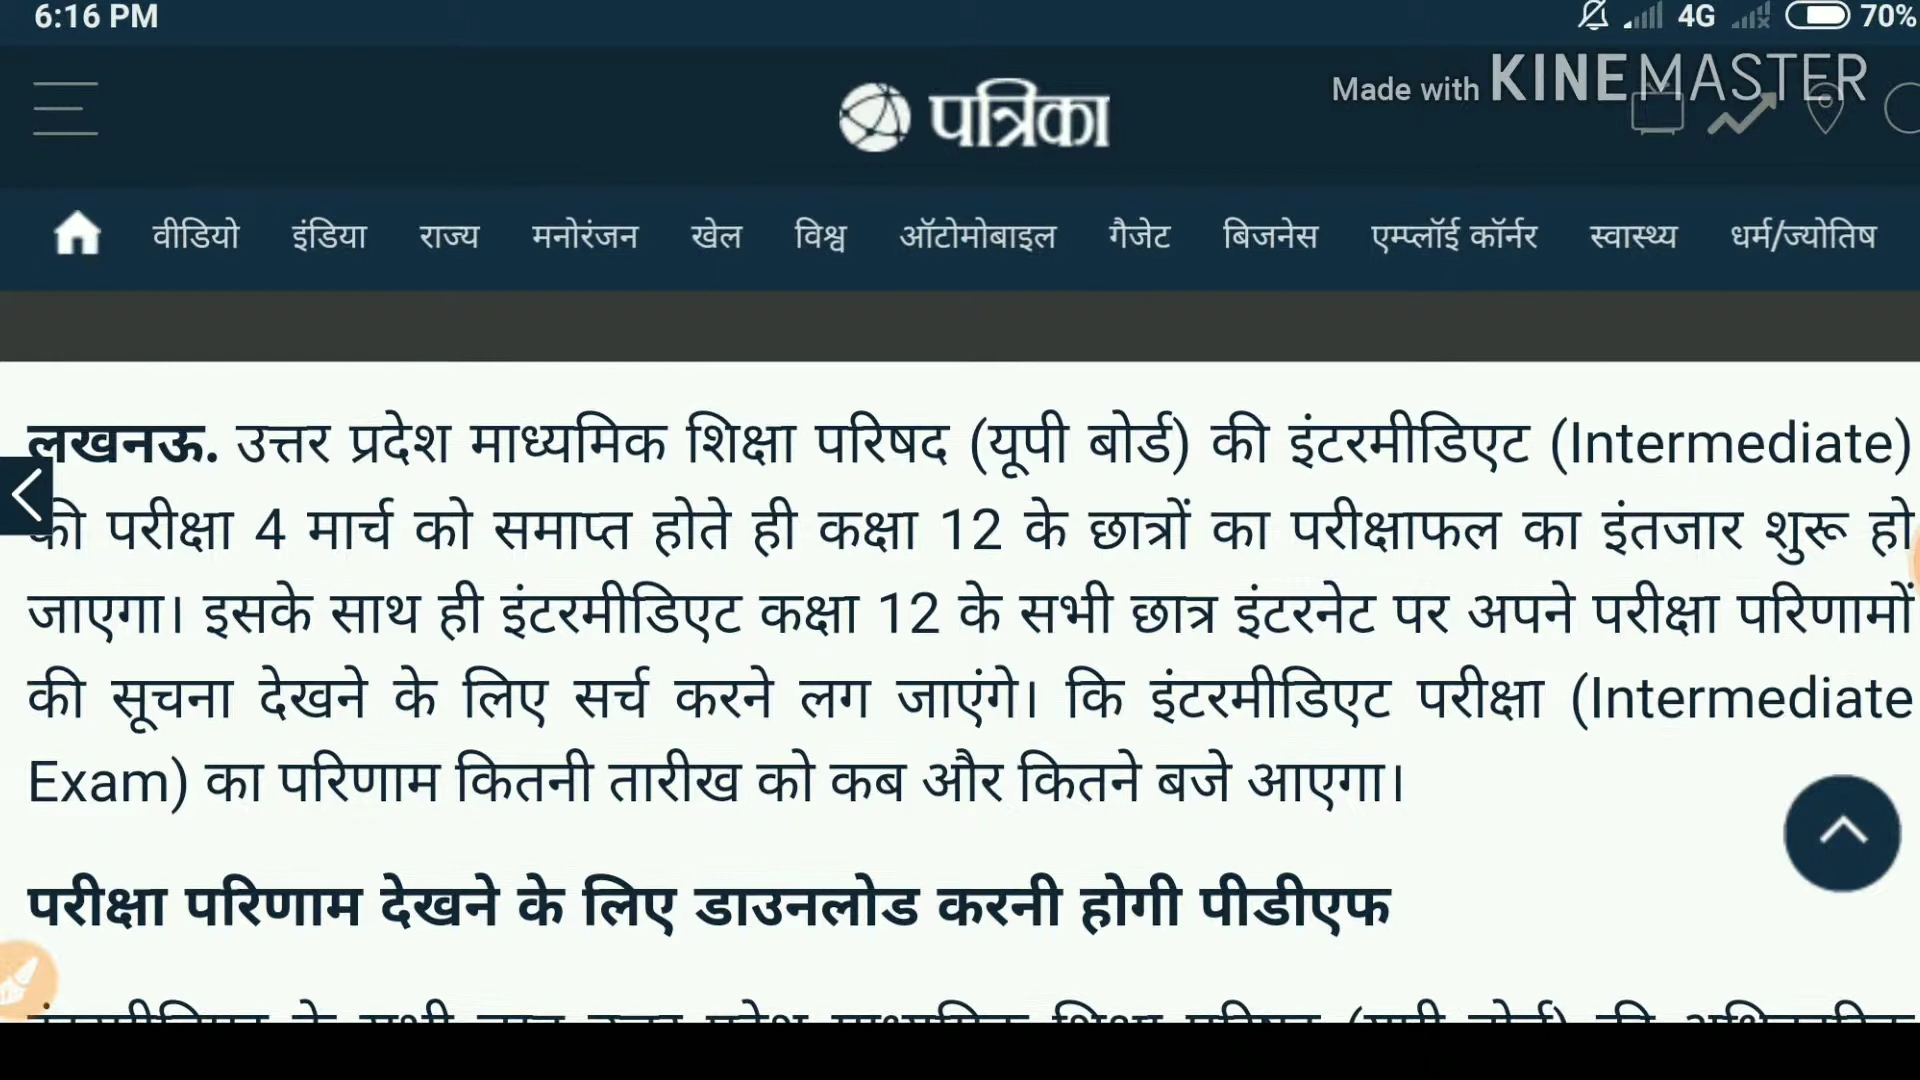 6:16 PM
4G
70%
Made with KINEMASTER
पत्रिका
वीडियो इंडिया राज्य मनोरंजन खेल विश्व ऑटोमोबाइल गैजेट बिजनेस एम्प्लॉई कॉर्नर स्वास्थ्य धर्म/ज्योतिष
लखनऊ. उत्तर प्रदेश माध्यमिक शिक्षा परिषद (यूपी बोर्ड) की इंटरमीडिएट (Intermediate)
की परीक्षा 4 मार्च को समाप्त होते ही कक्षा 12 के छात्रों का परीक्षाफल का इंतजार शुरू हो
जाएगा। इसके साथ ही इंटरमीडिएट कक्षा 12 के सभी छात्र इंटरनेट पर अपने परीक्षा परिणामों
की सूचना देखने के लिए सर्च करने लग जाएंगे। कि इंटरमीडिएट परीक्षा (Intermediate
Exam) का परिणाम कितनी तारीख को कब और कितने बजे आएगा।
परीक्षा परिणाम देखने के लिए डाउनलोड करनी होगी पीडीएफ